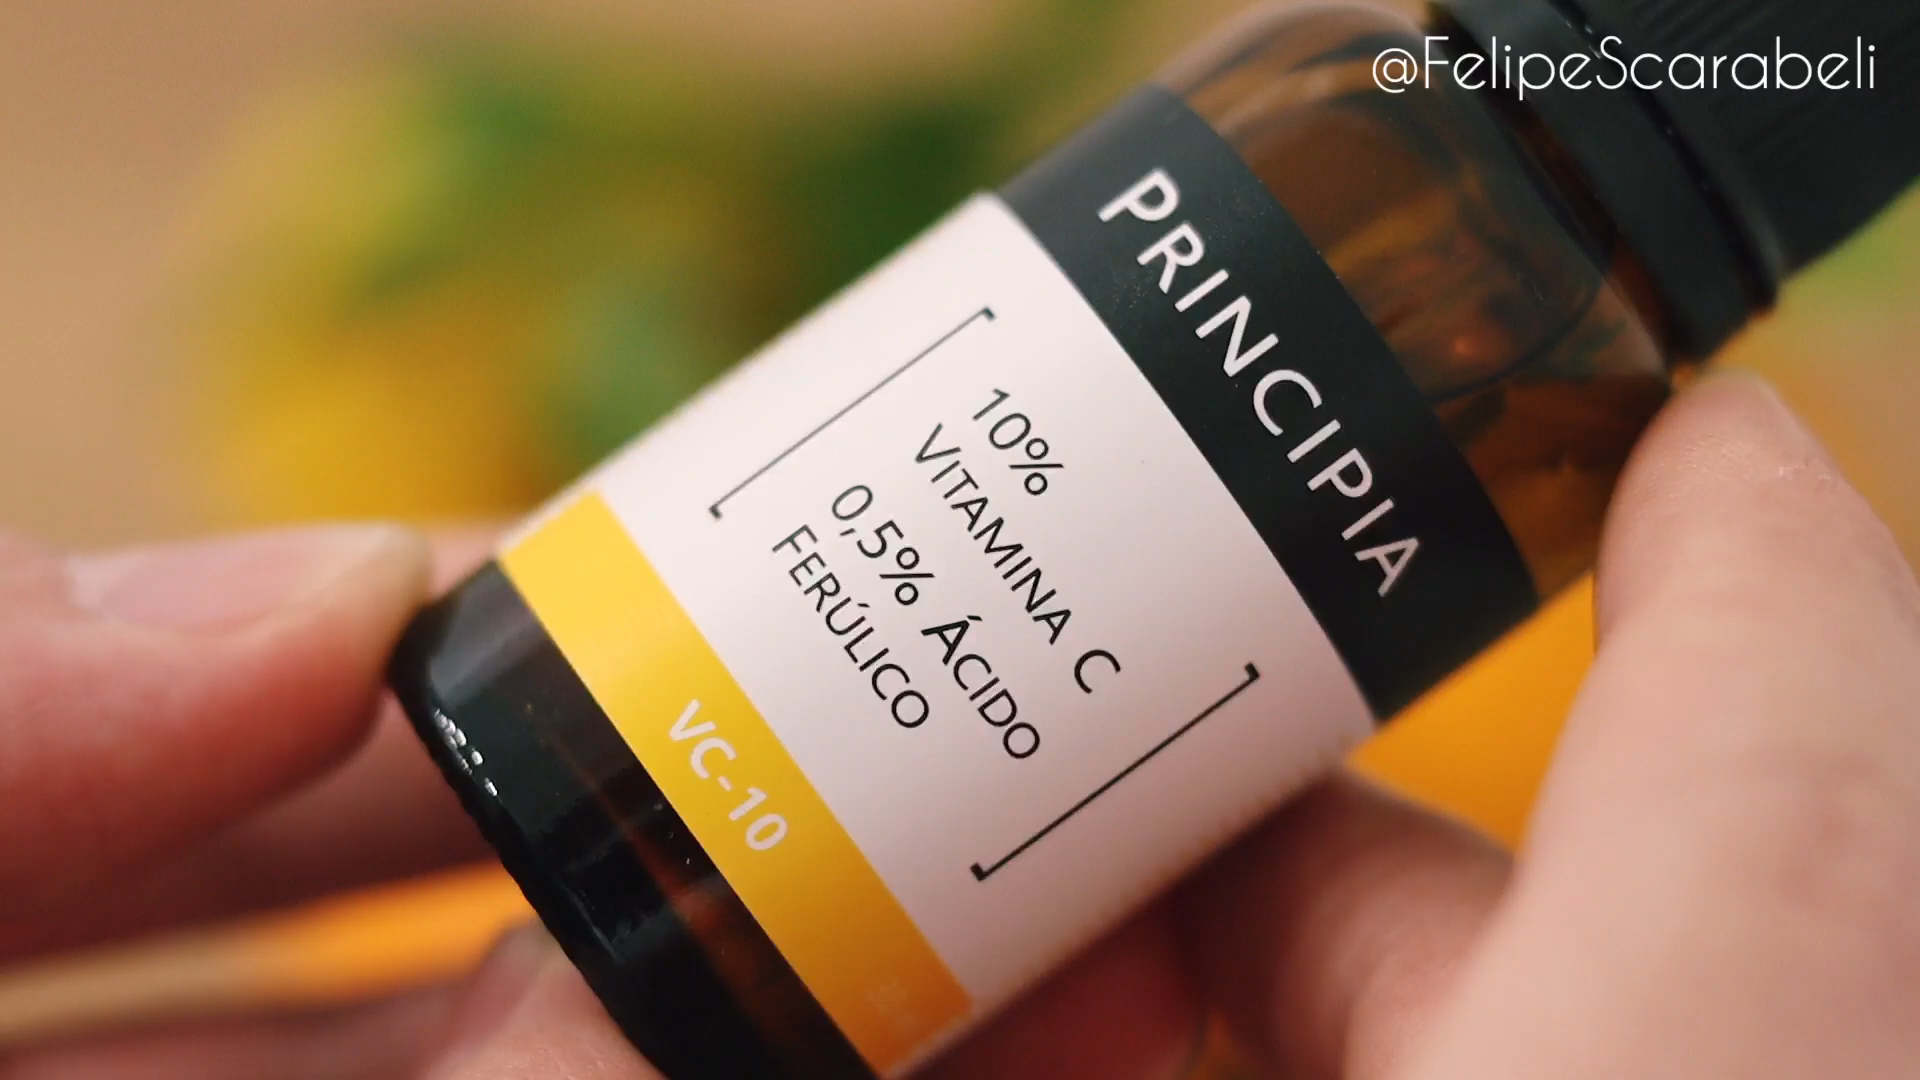 @FelipeScarabeli
PRINCIPIA
10%
VITAMINA C
0,5% ÁCIDO
FERÚLICO
VC-10